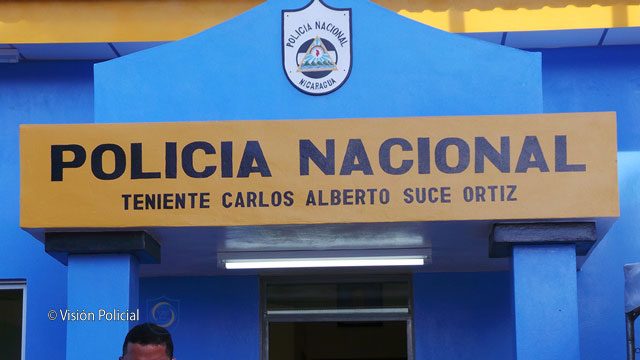 POLICIA NACIONAL
NICARAGUA
POLICIA NACIONAL
TENIENTE CARLOS ALBERTO SUCE ORTIZ
© Visión Policial